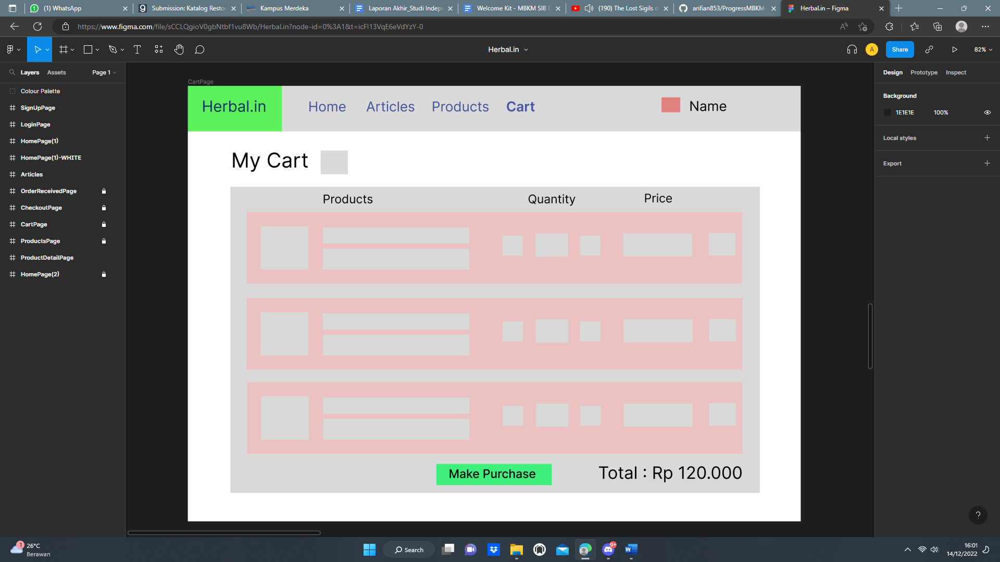 (1) WhatsApp
Submission: Katalog Resto
Kampus Merdeka
Laporan Akhir_Studi Indep
Welcome Kit - MBKM SIB D
(190) The Lost Sigils o
arifian853/ProgressMBKM-
Herbal.in – Figma
https://www.figma.com/file/sCCLQgioV0gbNtbf1vu8Wb/Herbal.in?node-id=0%3A1&t=icFI13VqE6eVdYzY-0
Herbal.in
A
Share
82%
Layers
Assets
Page 1
Colour Palette
SignUpPage
LoginPage
HomePage(1)
HomePage(1)-WHITE
Articles
OrderReceivedPage
CheckoutPage
CartPage
ProductsPage
ProductDetailPage
HomePage(2)
CartPage
Herbal.in
Home
Articles
Products
Cart
Name
My Cart
Products
Quantity
Price
Make Purchase
Total : Rp 120.000
Design
Prototype
Inspect
Background
1E1E1E
100%
Local styles
Export
?
1
26°C
Berawan
Search
9+
16:01
14/12/2022